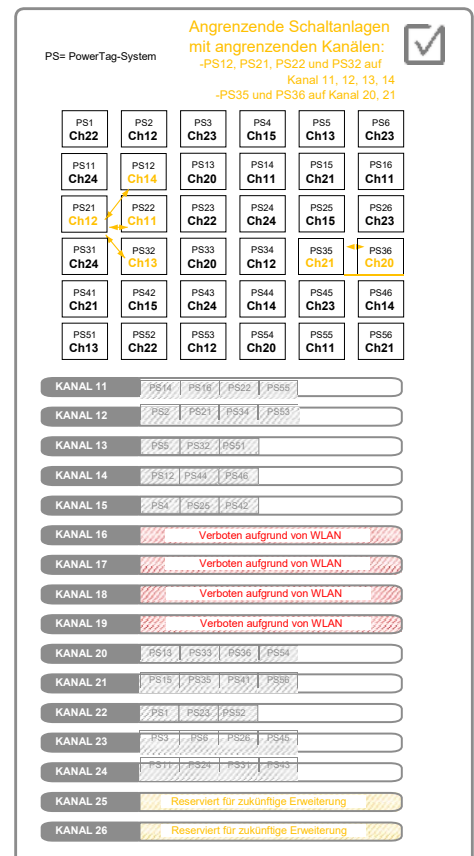 Angrenzende Schaltanlagen
mit angrenzenden Kanälen:
-PS12, PS21, PS22 und PS32 auf
Kanal 11, 12, 13, 14
-PS35 und PS36 auf Kanal 20, 21
PS= PowerTag-System
PS1 PS2 PS3 PS4 PS5 PS6
Ch22 Ch12 Ch23 Ch15 Ch13 Ch23
PS11 PS12 PS13 PS14 PS15 PS16
Ch24 Ch14 Ch20 Ch11 Ch21 Ch11
PS21 PS22 PS23 PS24 PS25 PS26
Ch12 Ch11 Ch22 Ch24 Ch15 Ch23
PS31 PS32 PS33 PS34 PS35 PS36
Ch24 Ch13 Ch20 Ch12 Ch21 Ch20
PS41 PS42 PS43 PS44 PS45 PS46
Ch21 Ch15 Ch24 Ch14 Ch23 Ch14
PS51 PS52 PS53 PS54 PS55 PS56
Ch13 Ch22 Ch12 Ch20 Ch11 Ch21
KANAL 11 PS14 PS16 PS22 PS55
KANAL 12 PS2 PS21 PS34 PS53
KANAL 13 PS5 PS32 PS51
KANAL 14 PS12 PS44 PS46
KANAL 15 PS4 PS25 PS42
KANAL 16 Verboten aufgrund von WLAN
KANAL 17 Verboten aufgrund von WLAN
KANAL 18 Verboten aufgrund von WLAN
KANAL 19 Verboten aufgrund von WLAN
KANAL 20 PS13 PS33 PS36 PS54
KANAL 21 PS15 PS35 PS41 PS56
KANAL 22 PS1 PS23 PS52
KANAL 23 PS3 PS6 PS26 PS45
KANAL 24 PS11 PS24 PS31 PS43
KANAL 25 Reserviert für zukünftige Erweiterung
KANAL 26 Reserviert für zukünftige Erweiterung